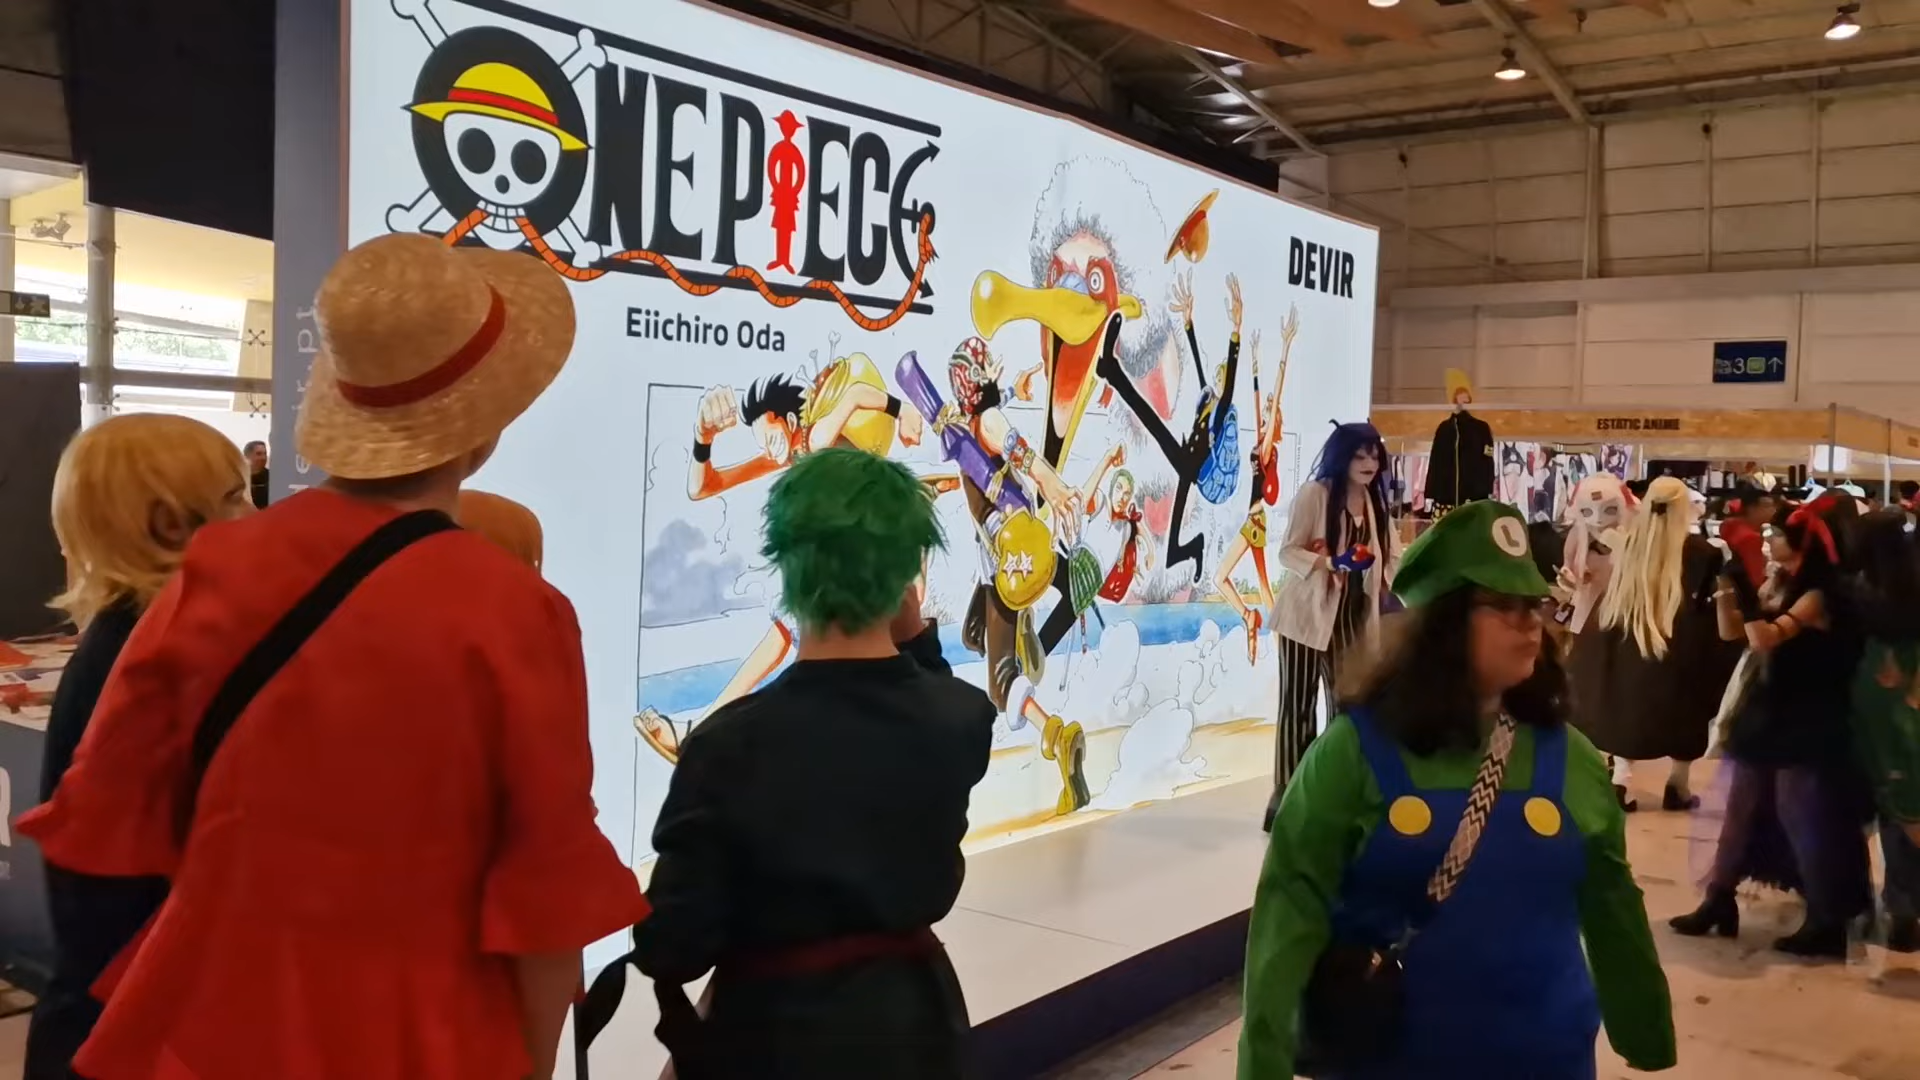 ONE PIECE
Eiichiro Oda
DEVIR
3
ESTATIC ANIME
L